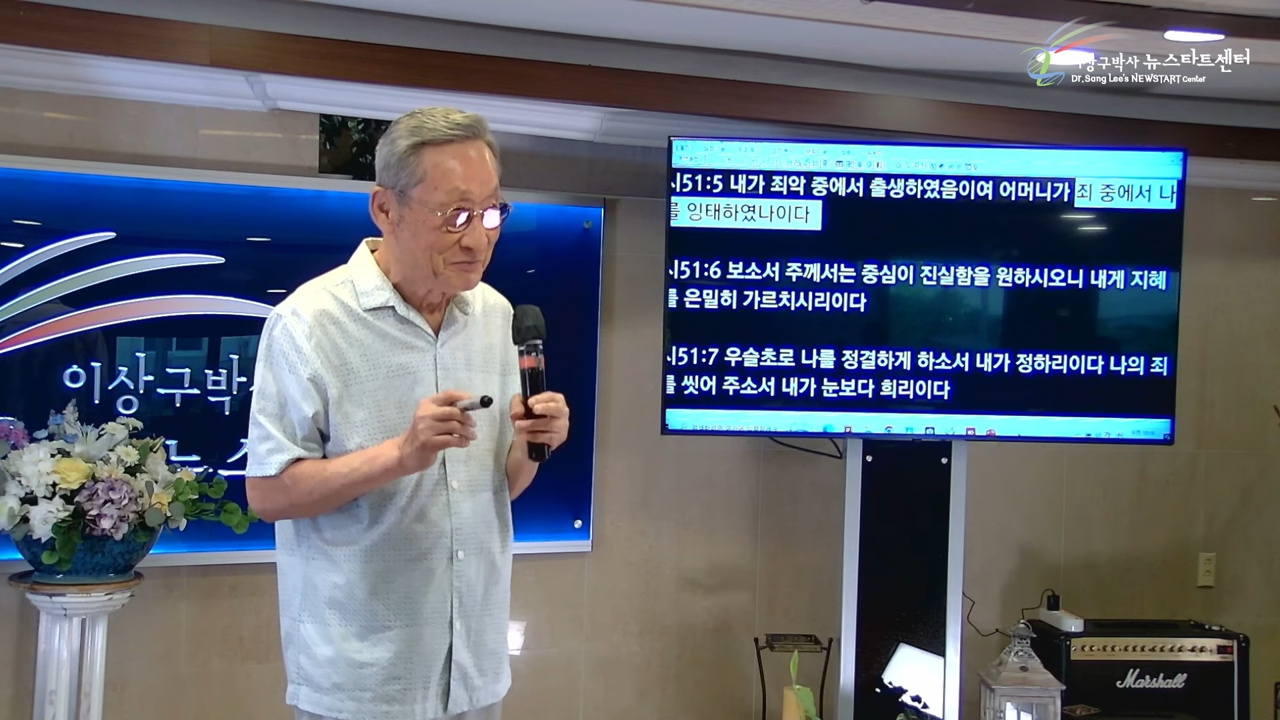 이상구박사 뉴스타트센터
Dr. Sang Lee's NEWSTART Center
시51:5 내가 죄악 중에서 출생하였음이여 어머니가 죄 중에서 나
를 잉태하였나이다
시51:6 보소서 주께서는 중심이 진실함을 원하시오니 내게 지혜
를 은밀히 가르치시리이다
시51:7 우슬초로 나를 정결하게 하소서 내가 정하리이다 나의 죄
를 씻어 주소서 내가 눈보다 희리이다
이상구박사
뉴스
Marshall